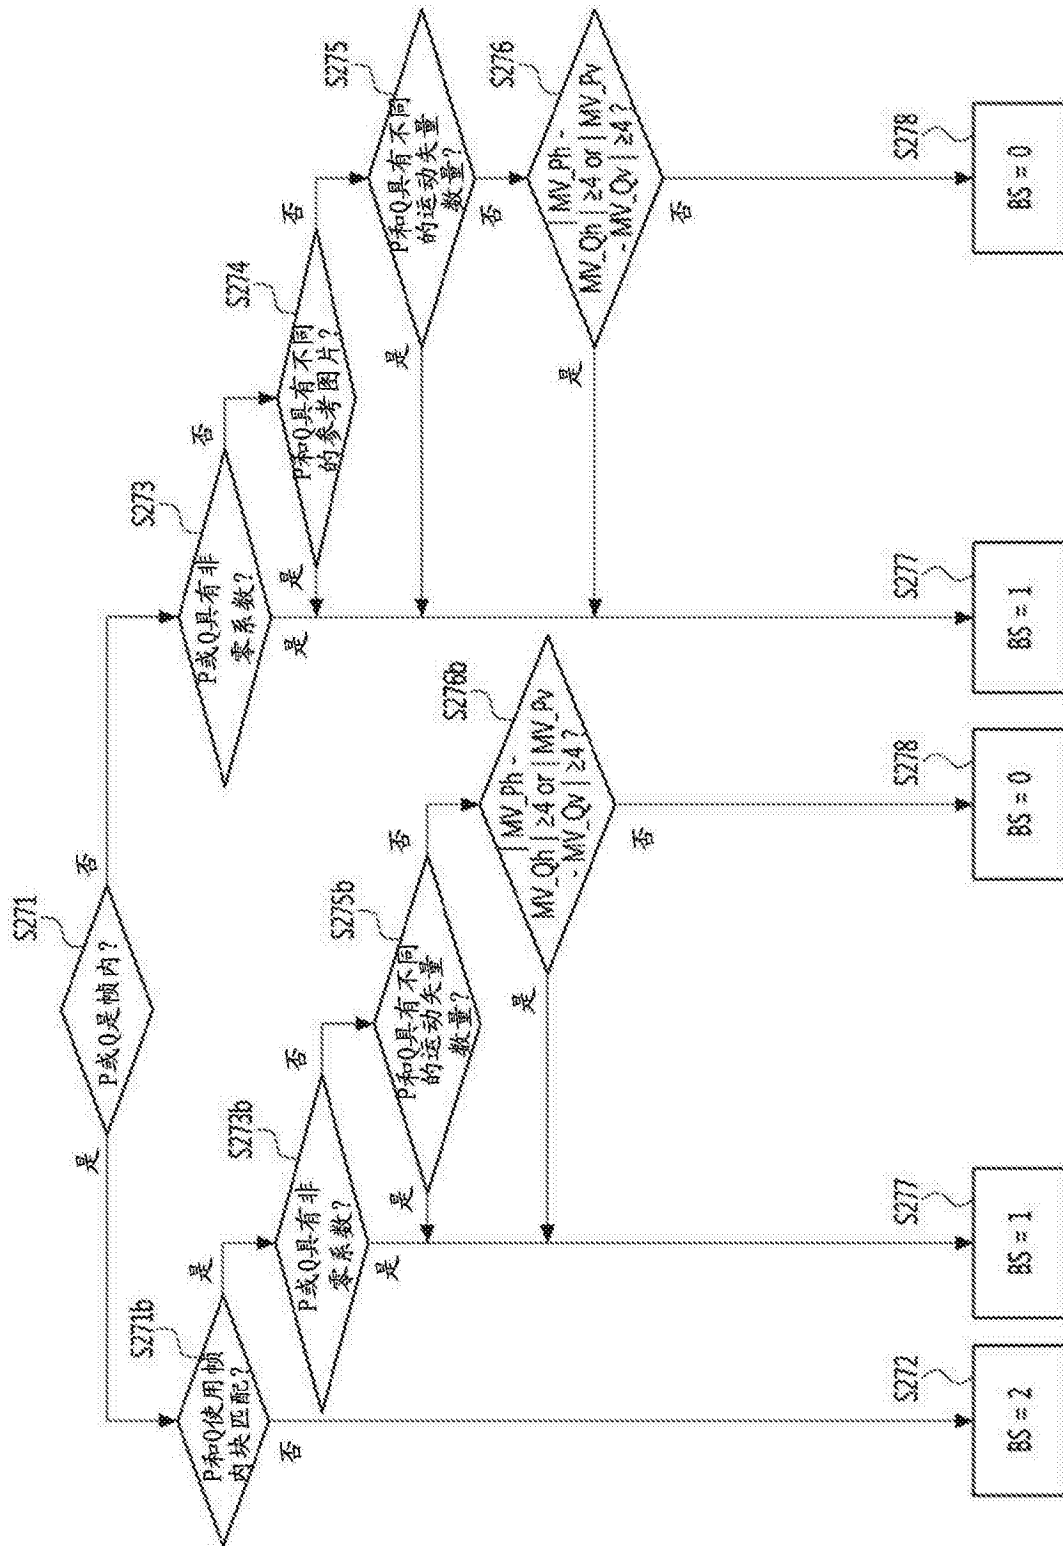 S271
P或Q是帧内?
是
否
S271b
P和Q使用帧
内块匹配?
是
否
S273b
P或Q具有非
零系数?
是
否
S275b
P和Q具有不同
的运动矢量
数量?
是
否
S276b
| MV_Ph -
MV_Qh | ≥4 or | MV_Pv
- MV_Qv | ≥4 ?
是
否
S273
P或Q具有非
零系数?
是
否
S274
P和Q具有不同
的参考图片?
是
否
S275
P和Q具有不同
的运动矢量
数量?
是
否
S276
| MV_Ph -
MV_Qh | ≥4 or | MV_Pv
- MV_Qv | ≥4 ?
是
否
S272
BS = 2
S277
BS = 1
S278
BS = 0
S277
BS = 1
S278
BS = 0